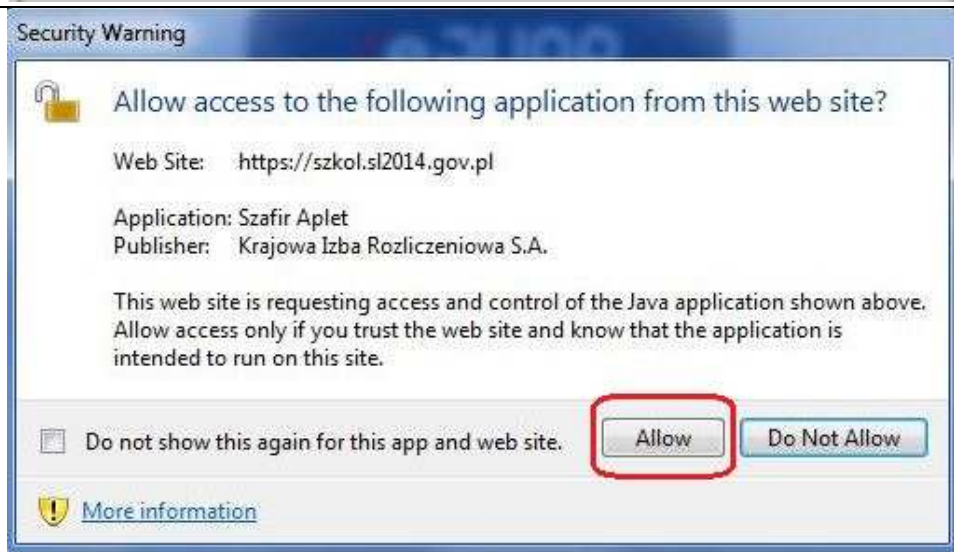 Security Warning
Allow access to the following application from this web site?
Web Site: https://szkol.sl2014.gov.pl
Application: Szafir Aplet
Publisher: Krajowa Izba Rozliczeniowa S.A.
This web site is requesting access and control of the Java application shown above.
Allow access only if you trust the web site and know that the application is
intended to run on this site.
Do not show this again for this app and web site.
Allow
Do Not Allow
More information